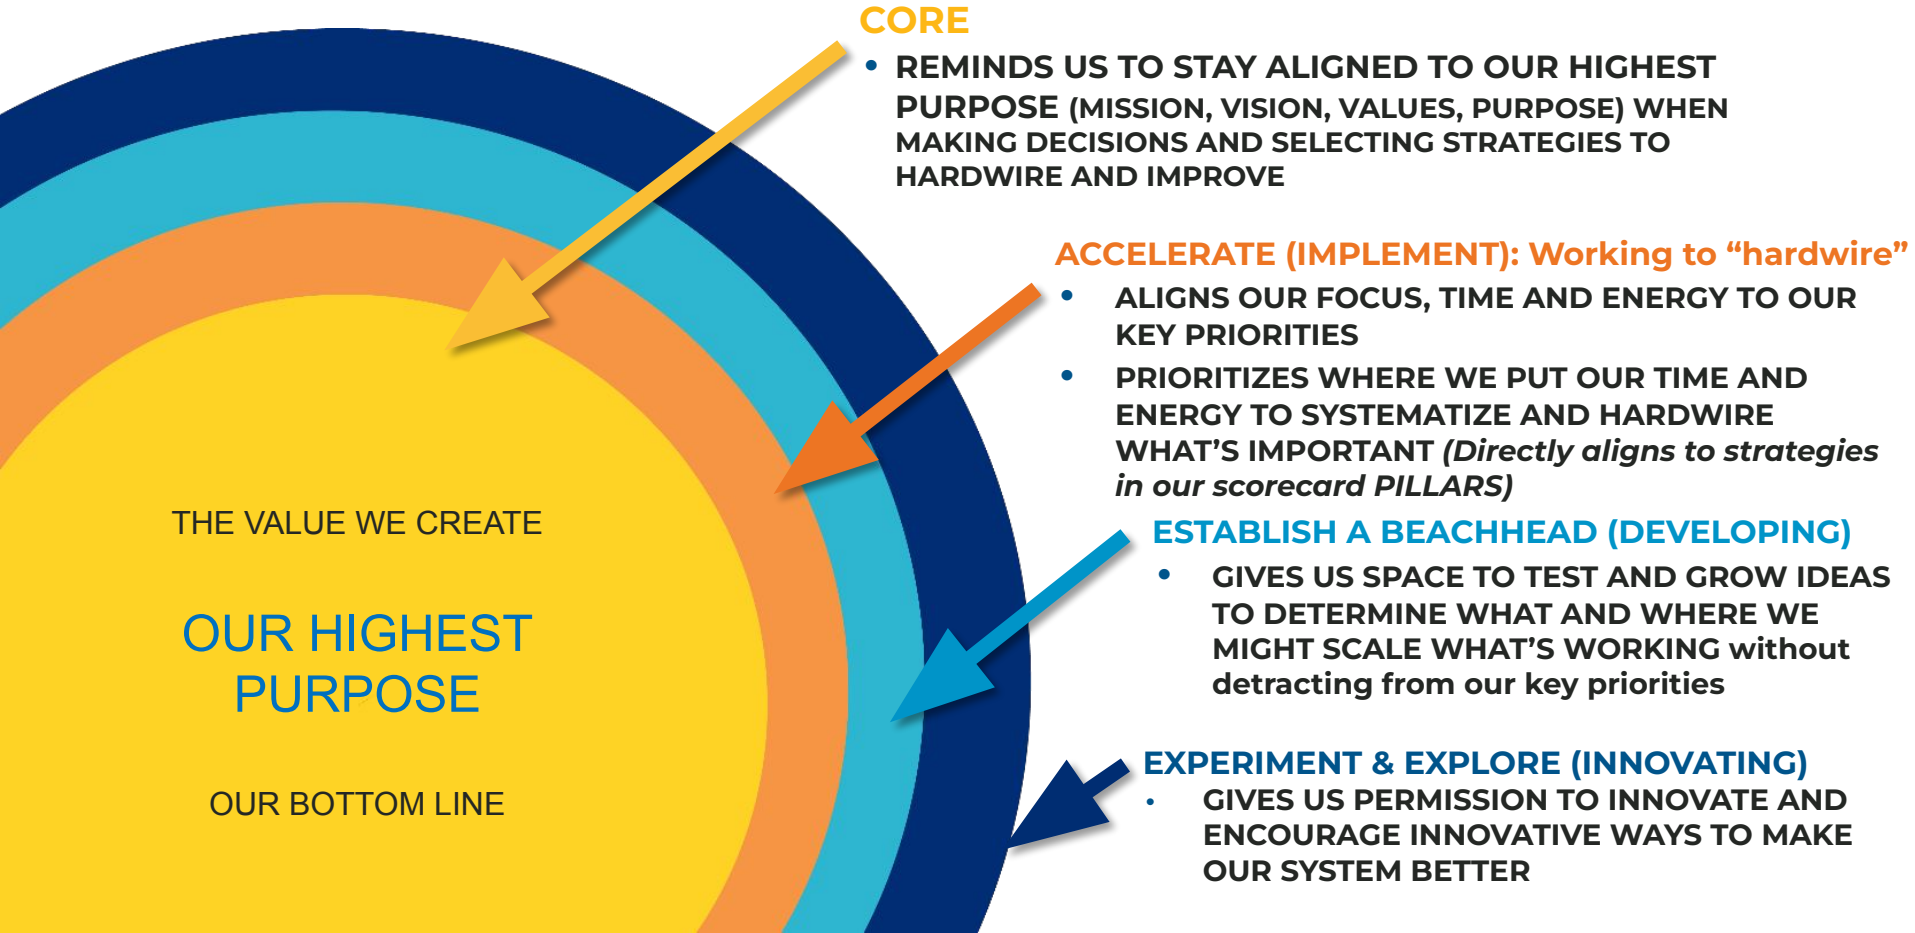 CORE
• REMINDS US TO STAY ALIGNED TO OUR HIGHEST
PURPOSE (MISSION, VISION, VALUES, PURPOSE) WHEN
MAKING DECISIONS AND SELECTING STRATEGIES TO
HARDWIRE AND IMPROVE
ACCELERATE (IMPLEMENT): Working to “hardwire”
• ALIGNS OUR FOCUS, TIME AND ENERGY TO OUR
KEY PRIORITIES
• PRIORITIZES WHERE WE PUT OUR TIME AND
ENERGY TO SYSTEMATIZE AND HARDWIRE
WHAT’S IMPORTANT (Directly aligns to strategies
in our scorecard PILLARS)
ESTABLISH A BEACHHEAD (DEVELOPING)
• GIVES US SPACE TO TEST AND GROW IDEAS
TO DETERMINE WHAT AND WHERE WE
MIGHT SCALE WHAT’S WORKING without
detracting from our key priorities
EXPERIMENT & EXPLORE (INNOVATING)
• GIVES US PERMISSION TO INNOVATE AND
ENCOURAGE INNOVATIVE WAYS TO MAKE
OUR SYSTEM BETTER
THE VALUE WE CREATE
OUR HIGHEST
PURPOSE
OUR BOTTOM LINE